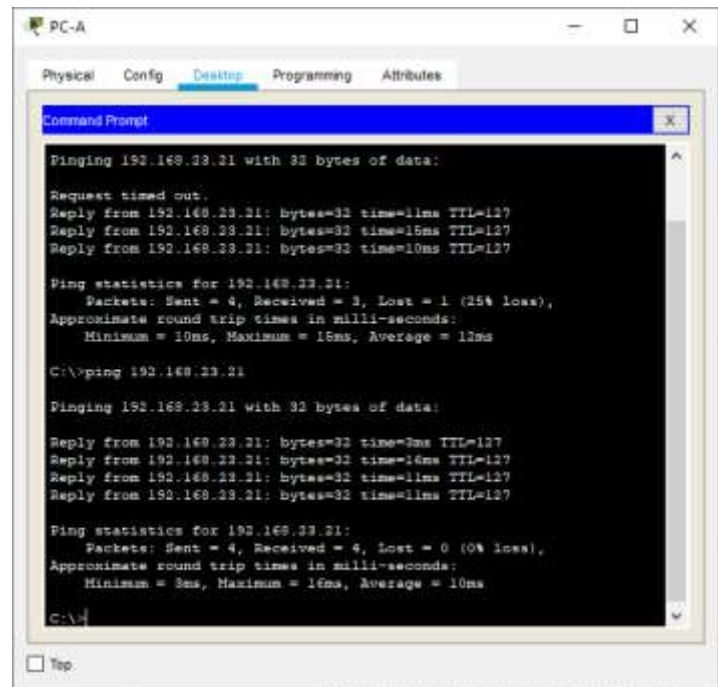 PC-A
Physical Config Desktop Programming Attributes
Command Prompt
X
Pinging 192.168.23.21 with 32 bytes of data:
Request timed out.
Reply from 192.168.23.21: bytes=32 time=11ms TTL=127
Reply from 192.168.23.21: bytes=32 time=15ms TTL=127
Reply from 192.168.23.21: bytes=32 time=10ms TTL=127
Ping statistics for 192.168.23.21:
Packets: Sent = 4, Received = 3, Lost = 1 (25% loss),
Approximate round trip times in milli-seconds:
Minimum = 10ms, Maximum = 15ms, Average = 12ms
C:\>ping 192.168.23.21
Pinging 192.168.23.21 with 32 bytes of data:
Reply from 192.168.23.21: bytes=32 time=3ms TTL=127
Reply from 192.168.23.21: bytes=32 time=16ms TTL=127
Reply from 192.168.23.21: bytes=32 time=11ms TTL=127
Reply from 192.168.23.21: bytes=32 time=11ms TTL=127
Ping statistics for 192.168.23.21:
Packets: Sent = 4, Received = 4, Lost = 0 (0% loss),
Approximate round trip times in milli-seconds:
Minimum = 3ms, Maximum = 16ms, Average = 10ms
C:\>
Top